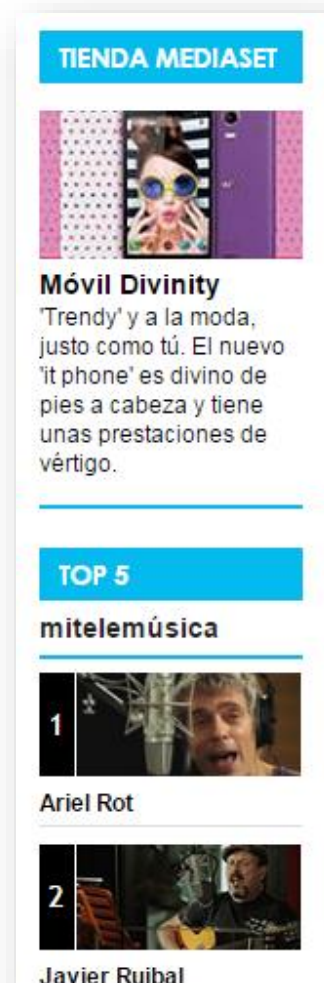 TIENDA MEDIASET
Móvil Divinity
'Trendy' y a la moda,
justo como tú. El nuevo
'it phone' es divino de
pies a cabeza y tiene
unas prestaciones de
vértigo.
TOP 5
mitelemúsica
1
Ariel Rot
2
Javier Ruibal